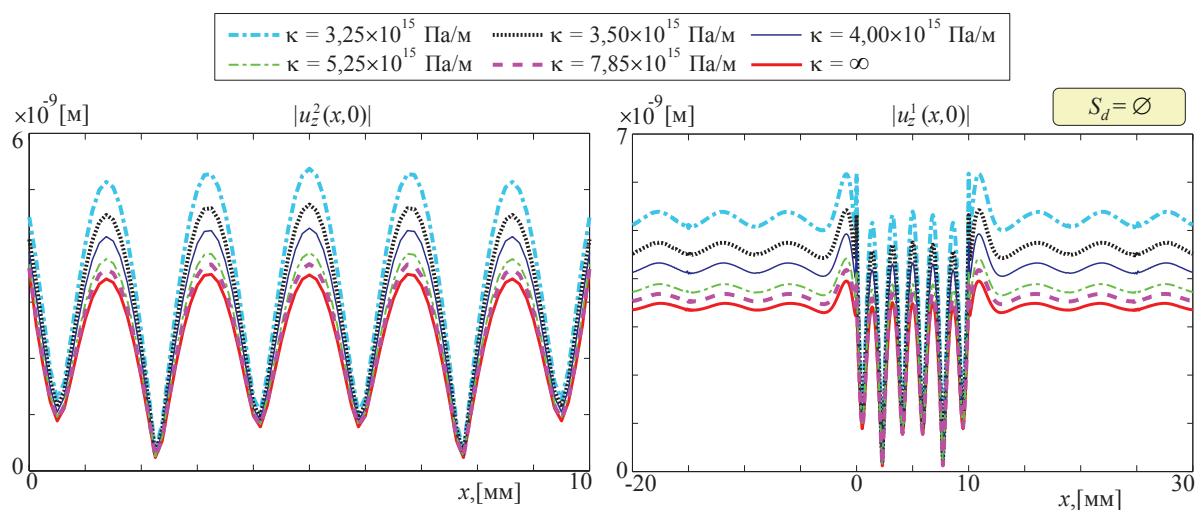 κ = 3,25×10¹⁵ Па/м κ = 3,50×10¹⁵ Па/м κ = 4,00×10¹⁵ Па/м
κ = 5,25×10¹⁵ Па/м κ = 7,85×10¹⁵ Па/м κ = ∞
×10⁻⁹[м] |u_z²(x,0)|
×10⁻⁹[м] |u_z¹(x,0)|
S_d = ∅
6
0
0 10
x,[мм]
7
0
-20 0 10 30
x,[мм]